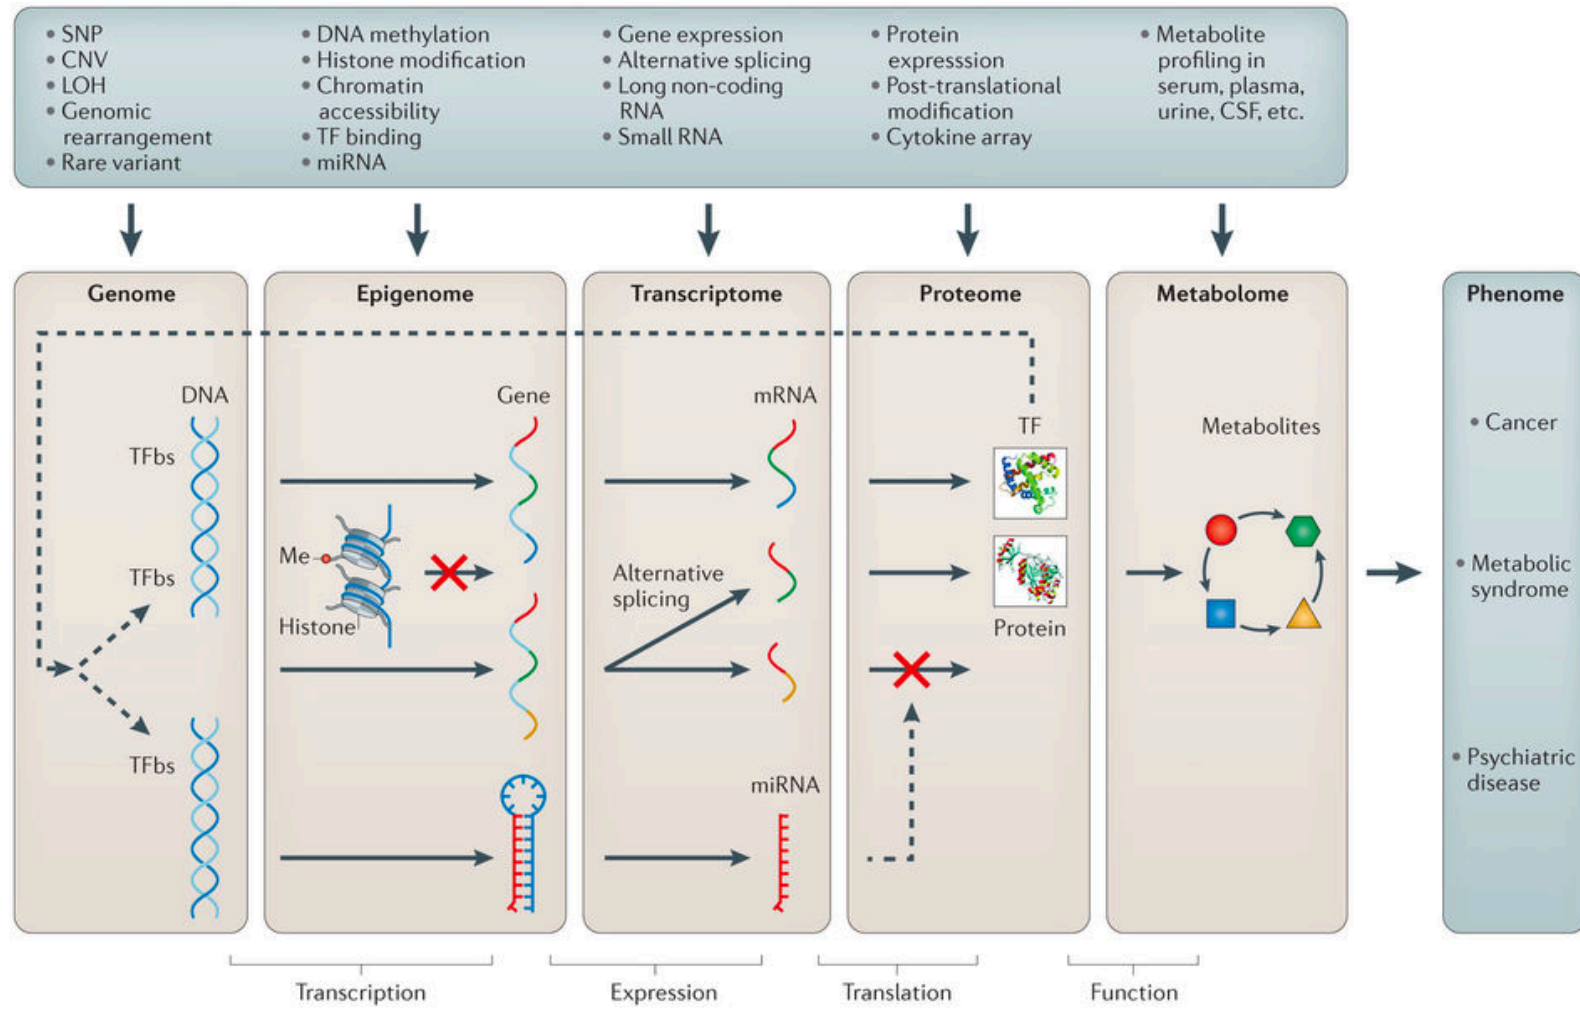 • SNP
• CNV
• LOH
• Genomic
rearrangement
• Rare variant
• DNA methylation
• Histone modification
• Chromatin
accessibility
• TF binding
• miRNA
• Gene expression
• Alternative splicing
• Long non-coding
RNA
• Small RNA
• Protein
expresssion
• Post-translational
modification
• Cytokine array
• Metabolite
profiling in
serum, plasma,
urine, CSF, etc.
Genome
DNA
TFbs
TFbs
TFbs
Epigenome
Gene
Me
Histone
Transcriptome
mRNA
Alternative
splicing
miRNA
Proteome
TF
Protein
Metabolome
Metabolites
Phenome
• Cancer
• Metabolic
syndrome
• Psychiatric
disease
Transcription
Expression
Translation
Function